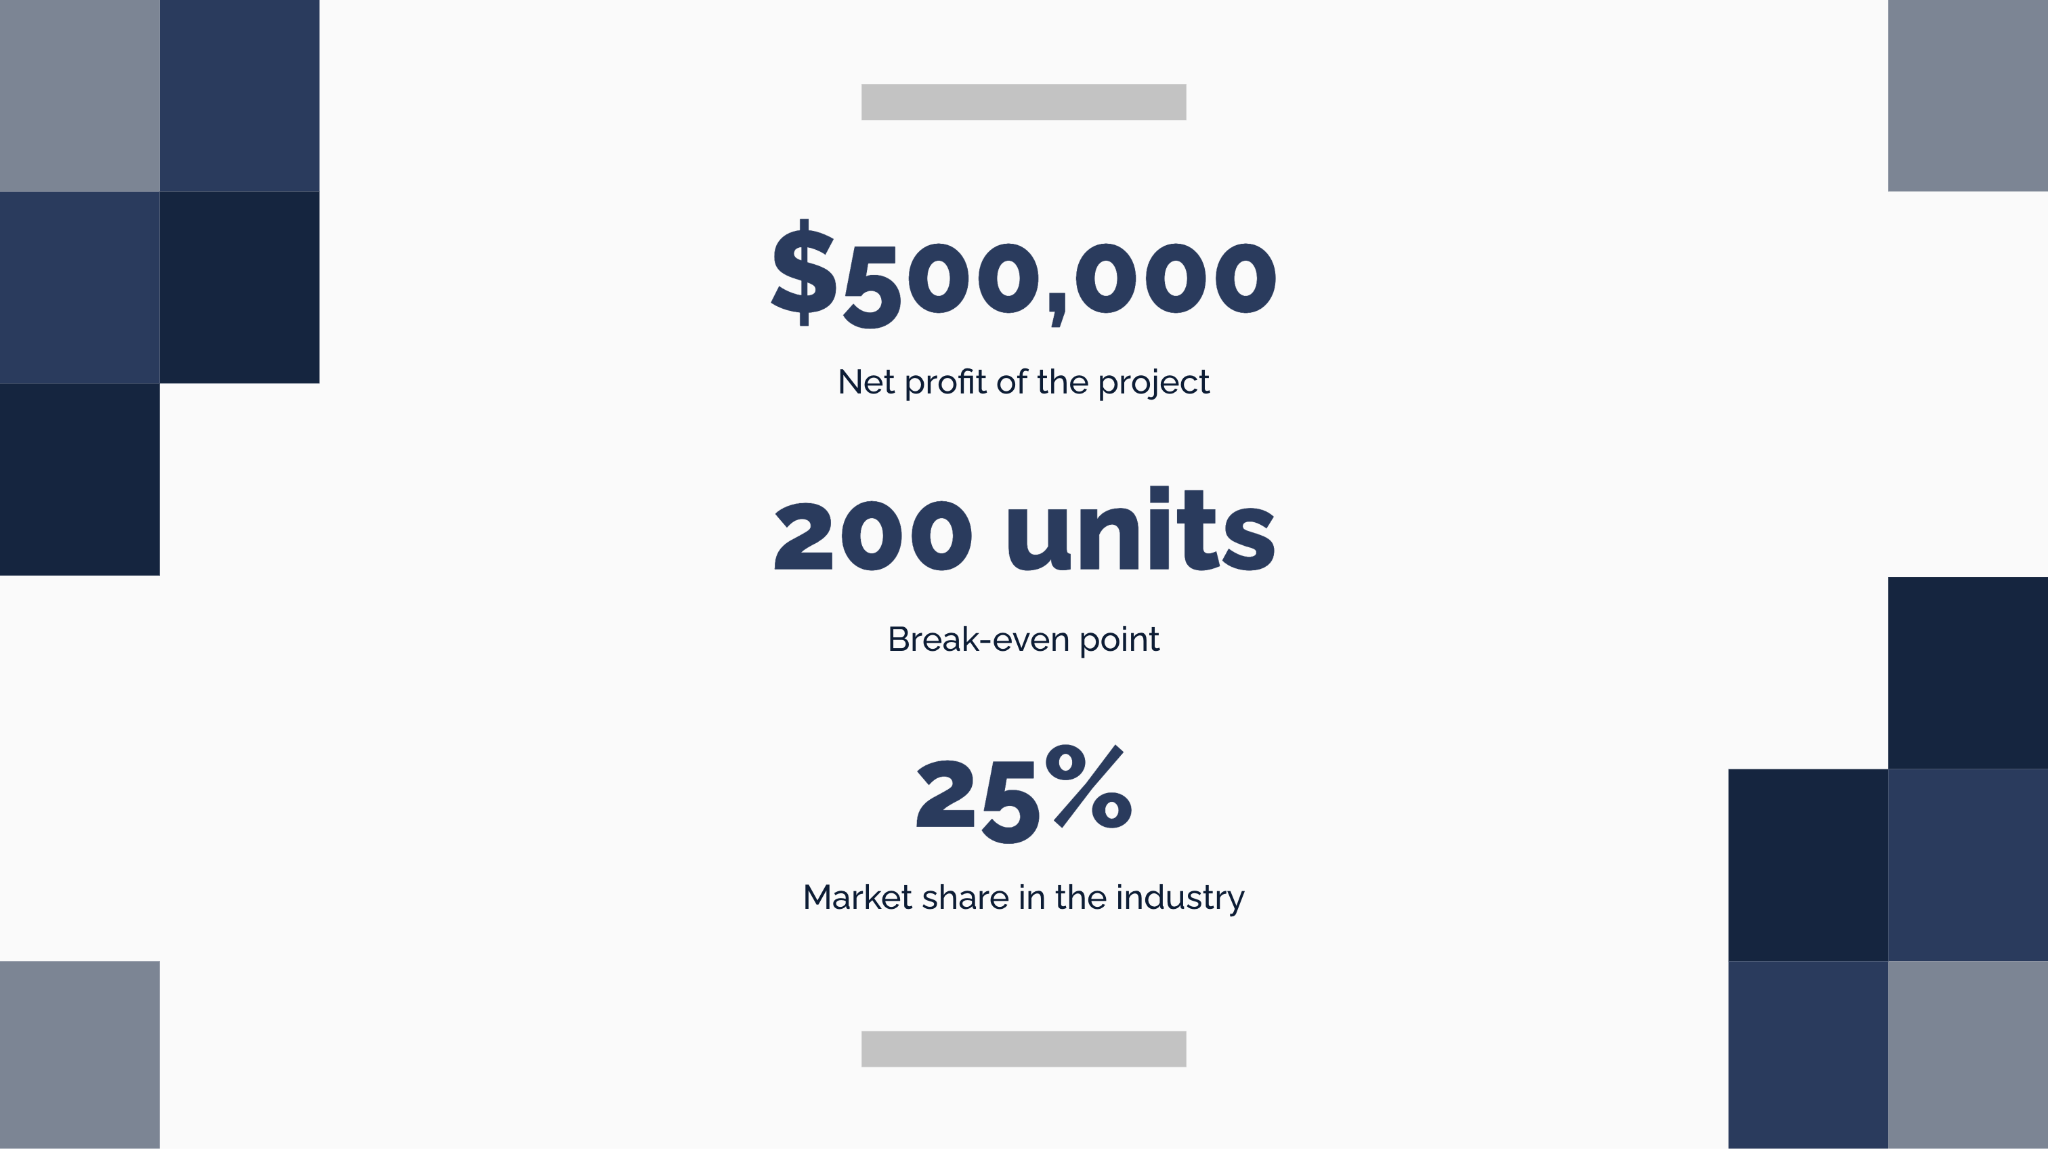 $500,000
Net profit of the project
200 units
Break-even point
25%
Market share in the industry